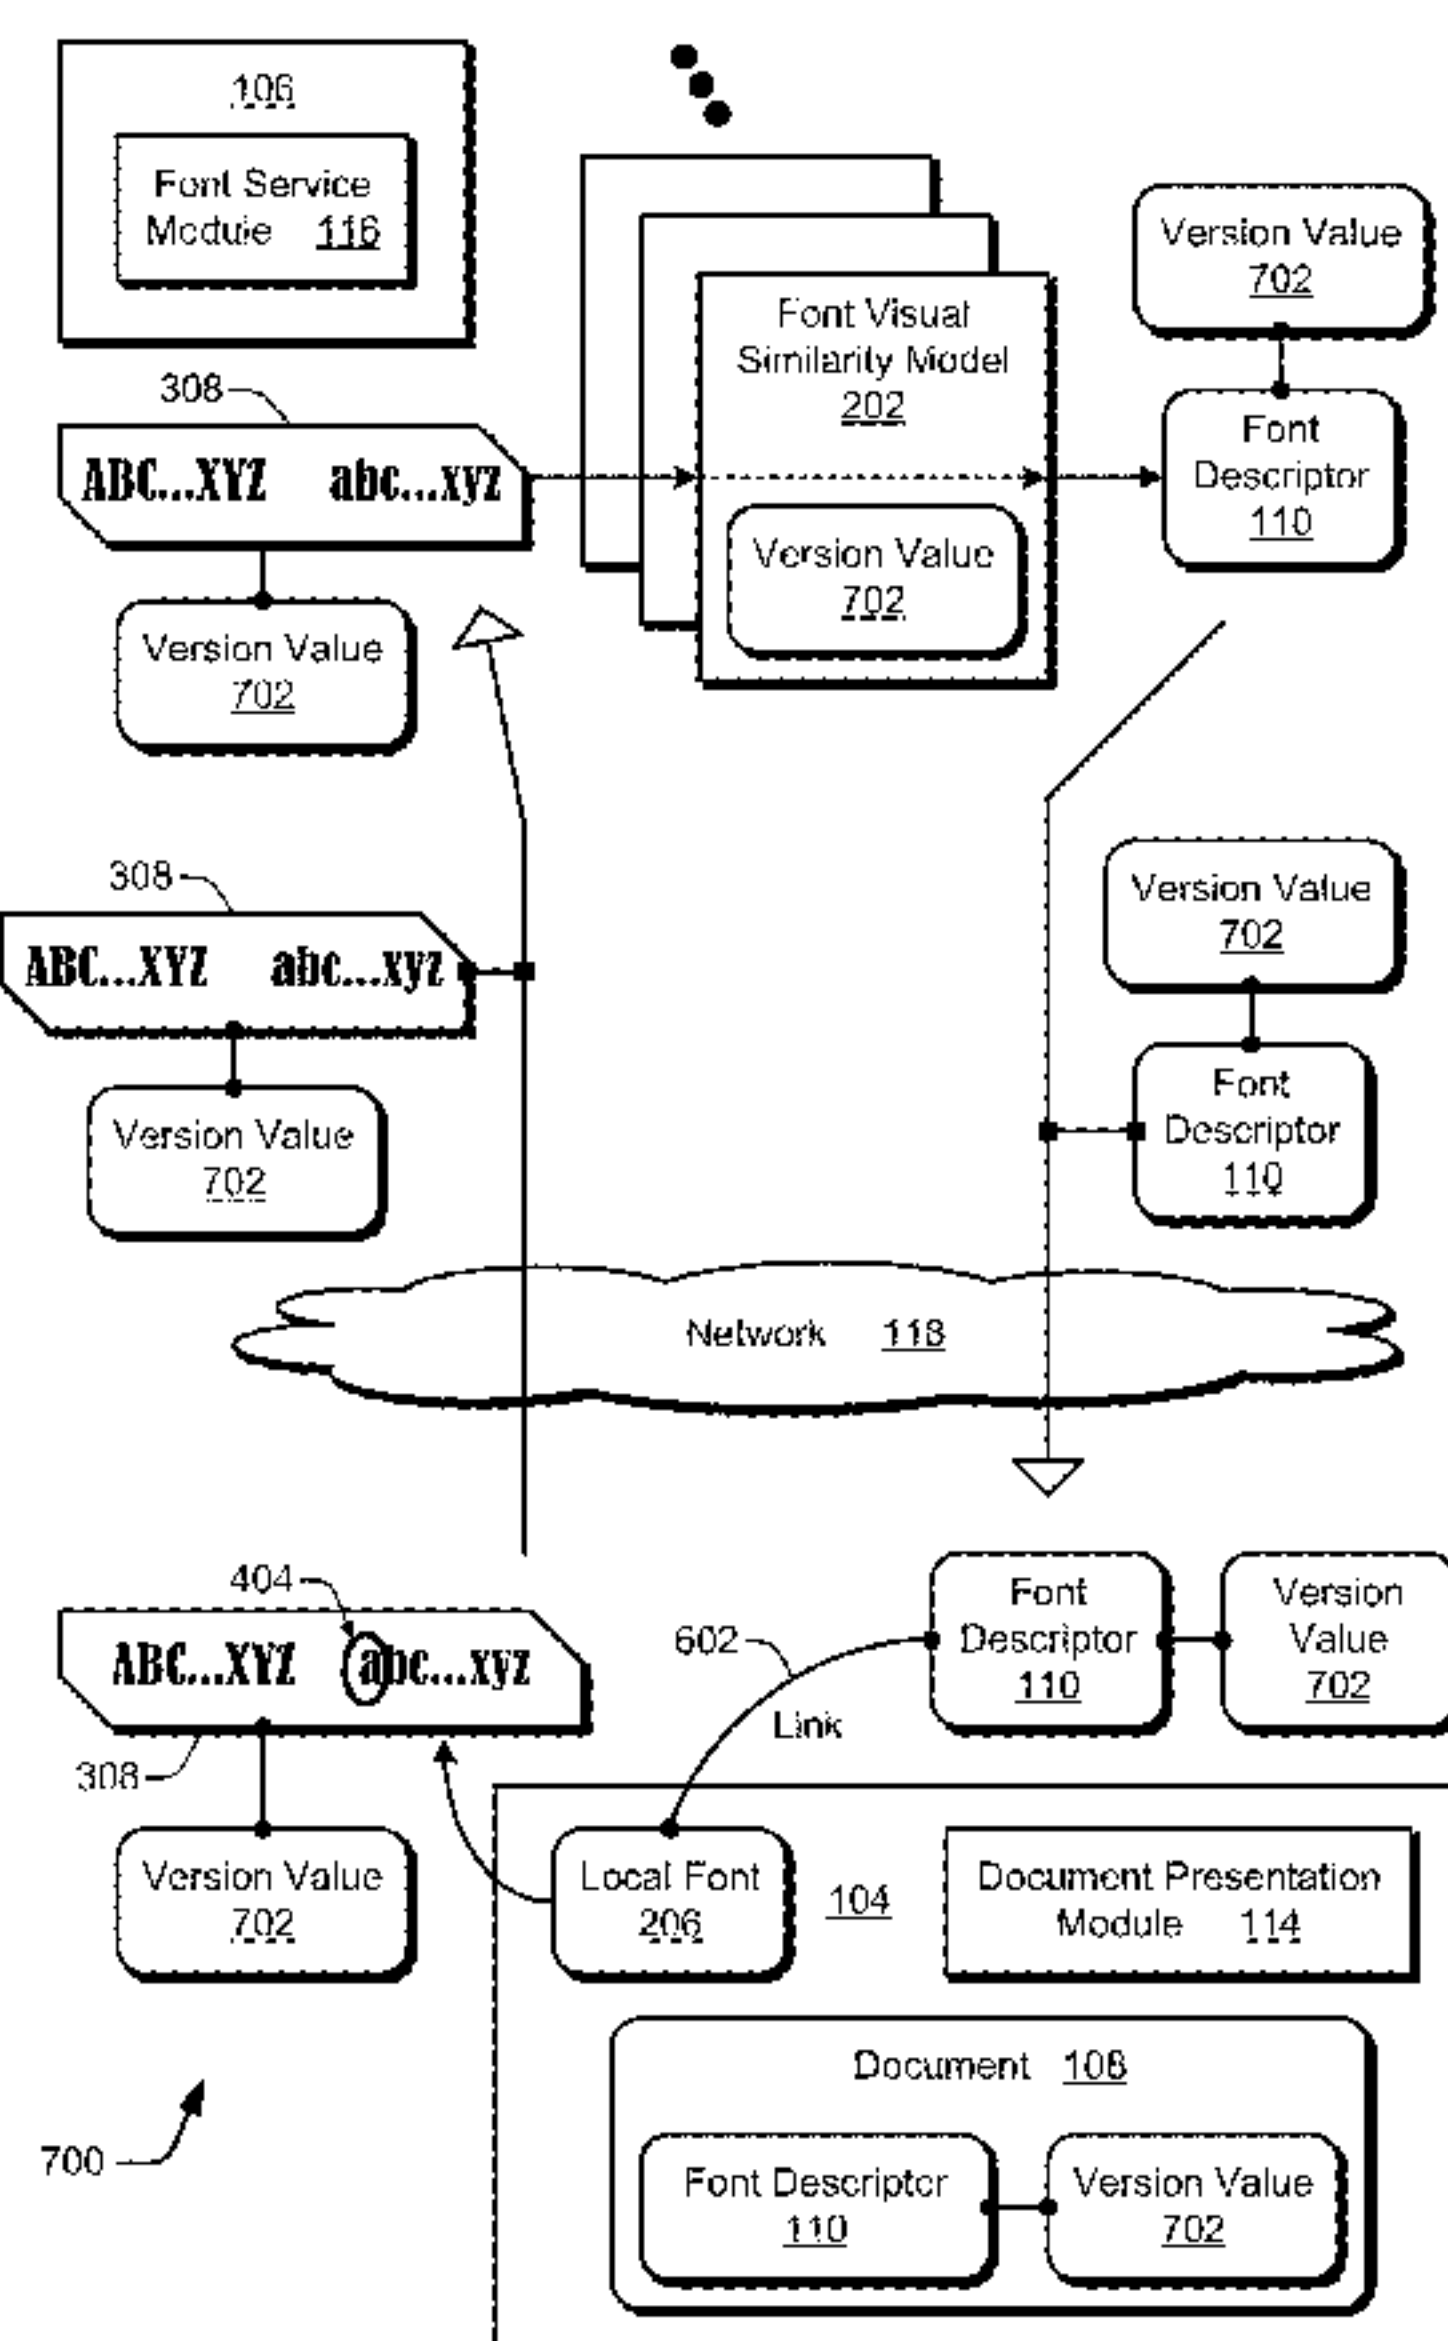 106
Font Service
Module 116
Font Visual
Similarity Model
202
Version Value
702
Version Value
702
Font
Descriptor
110
308
ABC...XYZ abc...xyz
Version Value
702
308
ABC...XYZ abc...xyz
Version Value
702
Version Value
702
Font
Descriptor
110
Network 118
404
ABC...XYZ abc...xyz
308
Version Value
702
602
Link
Font
Descriptor
110
Version
Value
702
Local Font
206
104
Document Presentation
Module 114
Document 108
Font Descriptor
110
Version Value
702
700